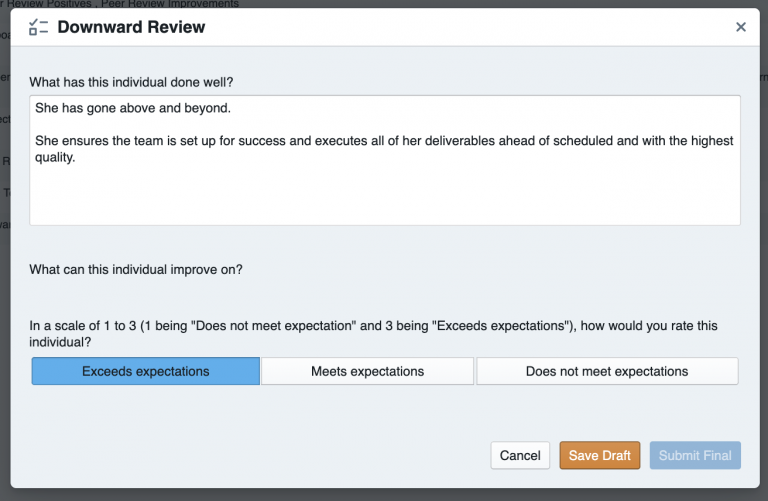 r Review Positives , Peer Review Improvements
Downward Review
What has this individual done well?
She has gone above and beyond.
She ensures the team is set up for success and executes all of her deliverables ahead of scheduled and with the highest
quality.
What can this individual improve on?
In a scale of 1 to 3 (1 being "Does not meet expectation" and 3 being "Exceeds expectations"), how would you rate this
individual?
Exceeds expectations Meets expectations Does not meet expectations
Cancel Save Draft Submit Final